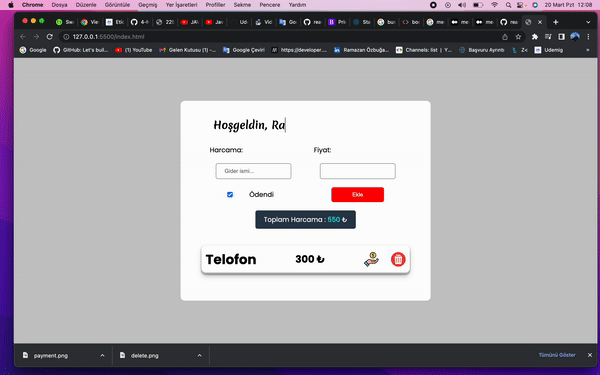 Chrome Dosya Düzenle Görüntüle Geçmiş Yer İşaretleri Profiller Sekme Pencere Yardım
20 Mart Pzt 12:08
127.0.0.1:5500/index.html
Google GitHub: Let's buil... (1) YouTube Gelen Kutusu -... Google Çeviri https://developer... Ramazan Özbuğa... Channels: list | Y... Başvuru Ayrıntı Udemig
Hoşgeldin, Ra
Harcama: Fiyat:
Gider ismi...
Ödendi Ekle
Toplam Harcama : 550 ₺
Telofon 300 ₺
payment.png delete.png Tümünü Göster